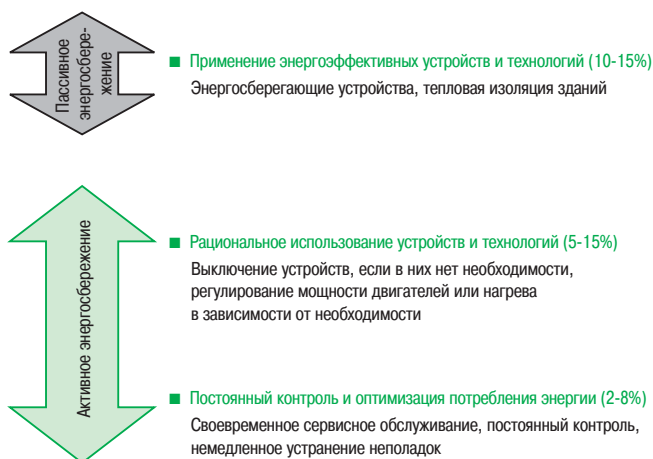 Пассивное
энергосбере-
жение
■ Применение энергоэффективных устройств и технологий (10-15%)
Энергосберегающие устройства, тепловая изоляция зданий
Активное энергосбережение
■ Рациональное использование устройств и технологий (5-15%)
Выключение устройств, если в них нет необходимости,
регулирование мощности двигателей или нагрева
в зависимости от необходимости
■ Постоянный контроль и оптимизация потребления энергии (2-8%)
Своевременное сервисное обслуживание, постоянный контроль,
немедленное устранение неполадок